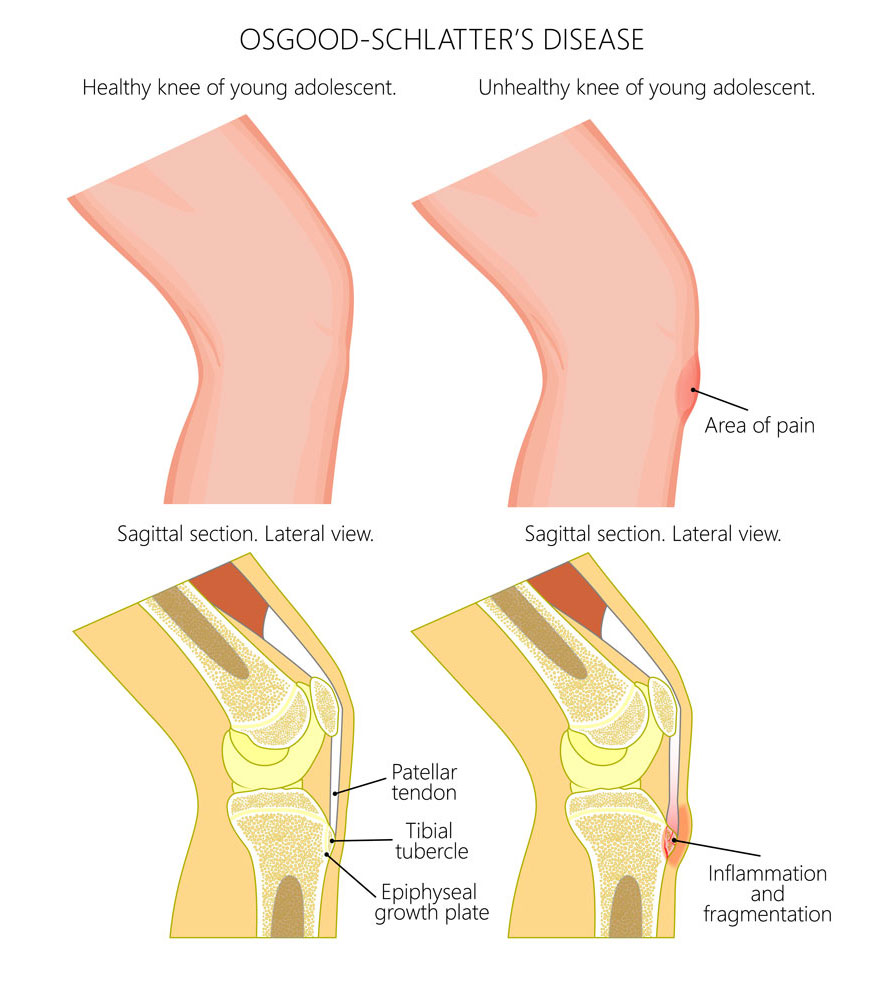 OSGOOD-SCHLATTER’S DISEASE
Healthy knee of young adolescent.
Unhealthy knee of young adolescent.
Area of pain
Sagittal section. Lateral view.
Sagittal section. Lateral view.
Patellar
tendon
Tibial
tubercle
Epiphyseal
growth plate
Inflammation
and
fragmentation